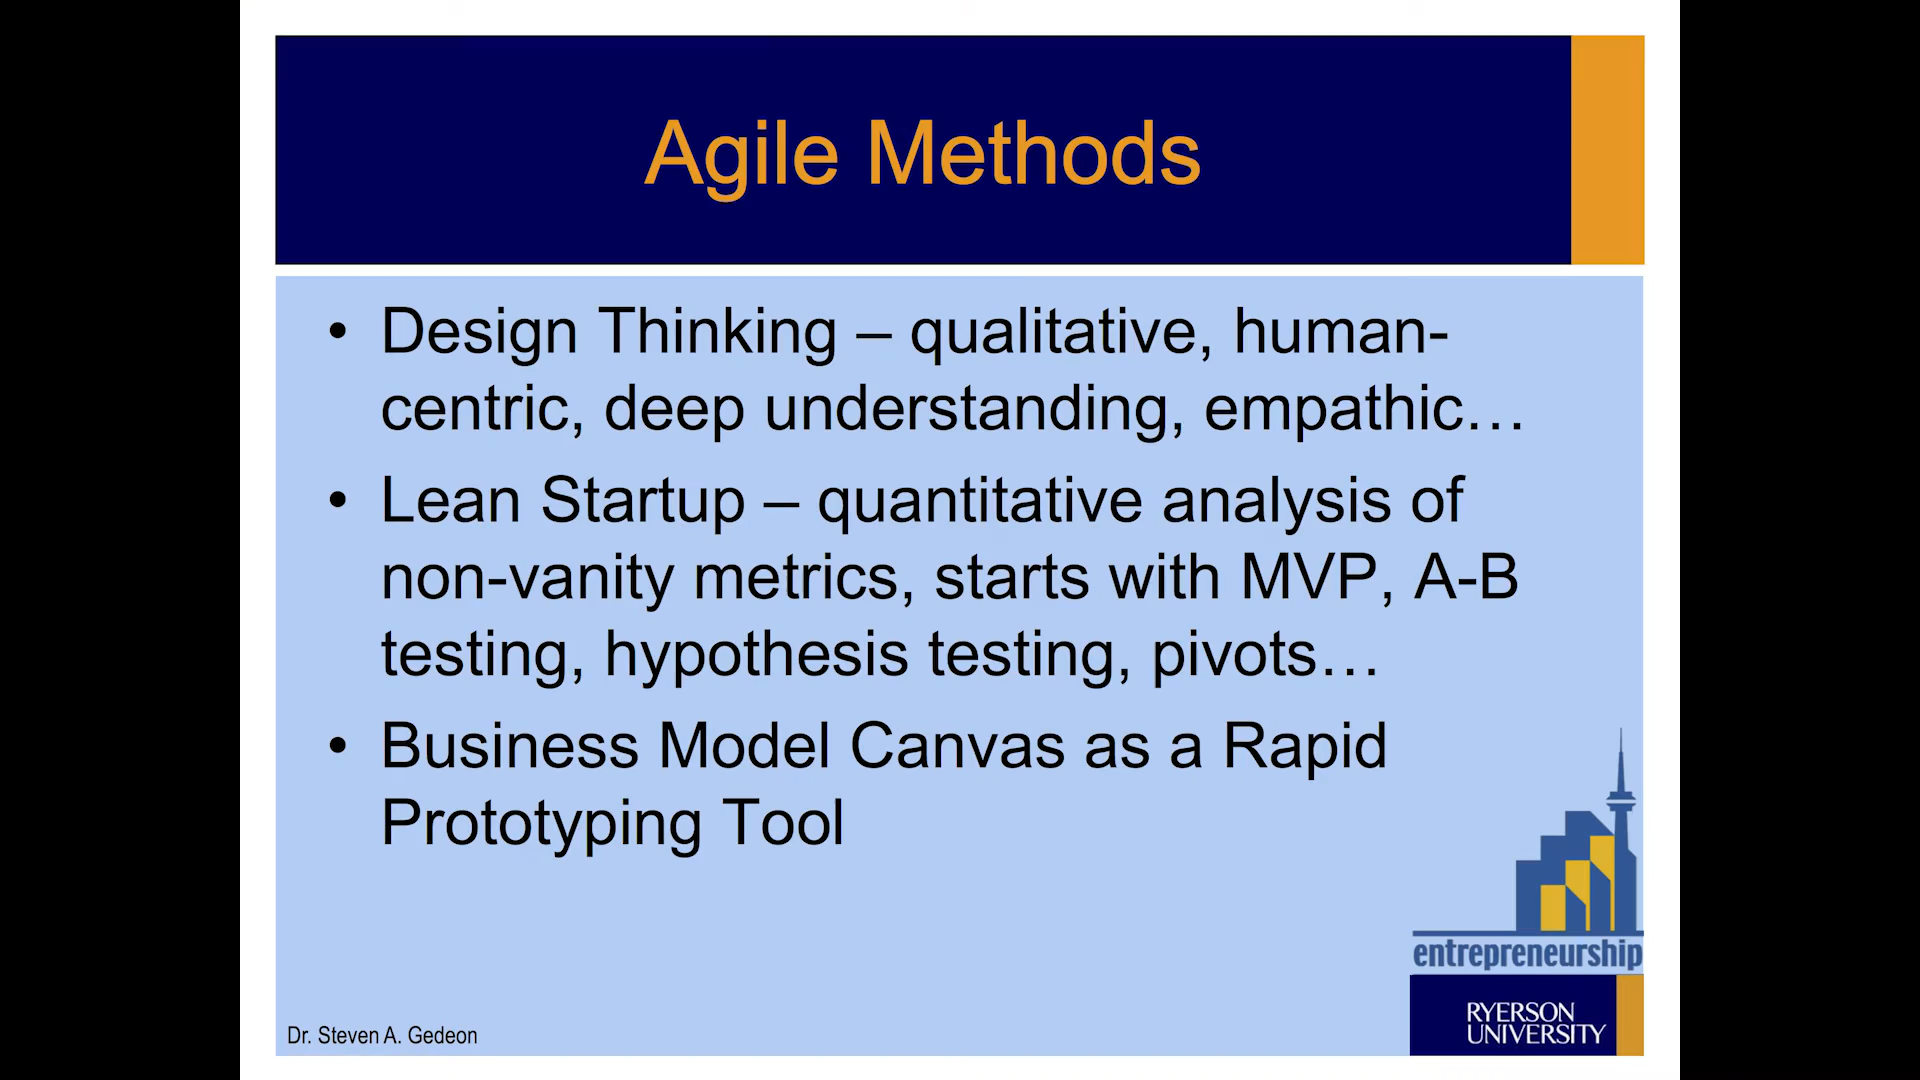 Agile Methods
• Design Thinking – qualitative, human-
centric, deep understanding, empathic…
• Lean Startup – quantitative analysis of
non-vanity metrics, starts with MVP, A-B
testing, hypothesis testing, pivots…
• Business Model Canvas as a Rapid
Prototyping Tool
entrepreneurship
RYERSON
UNIVERSITY
Dr. Steven A. Gedeon